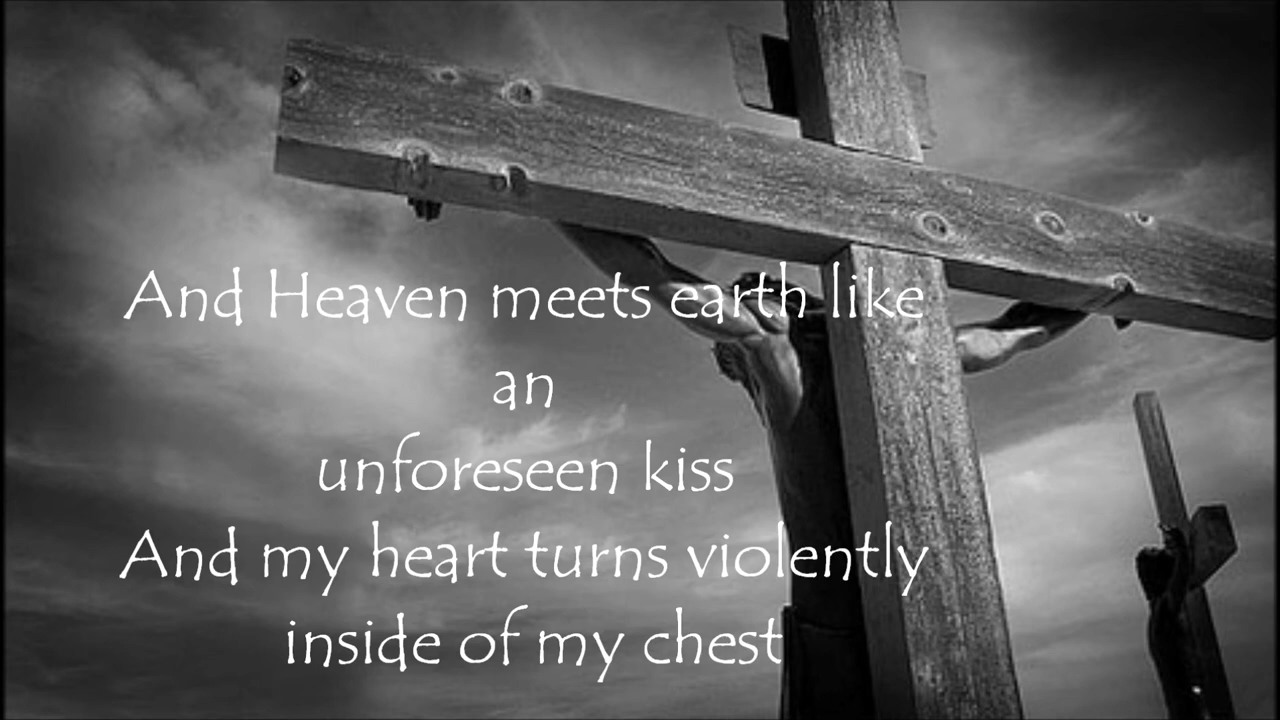 And Heaven meets earth like
an
unforeseen kiss
And my heart turns violently
inside of my chest